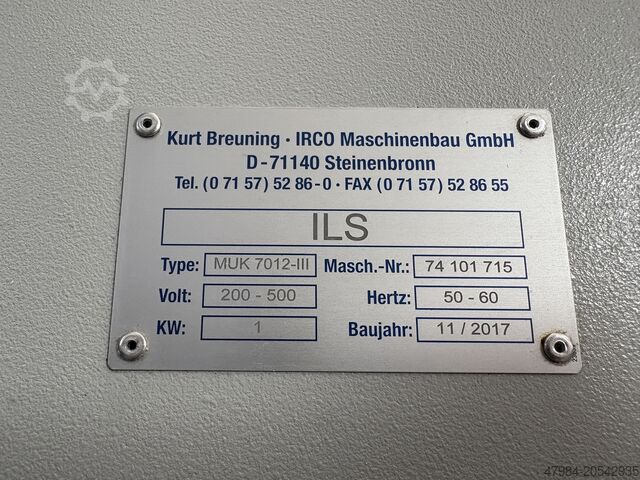 Kurt Breuning · IRCO Maschinenbau GmbH
D-71140 Steinenbronn
Tel. (0 71 57) 52 86-0 · FAX (0 71 57) 52 86 55
ILS
Type: MUK 7012-III Masch.-Nr.: 74 101 715
Volt: 200 - 500 Hertz: 50 - 60
KW: 1 Baujahr: 11 / 2017
47984-20542935